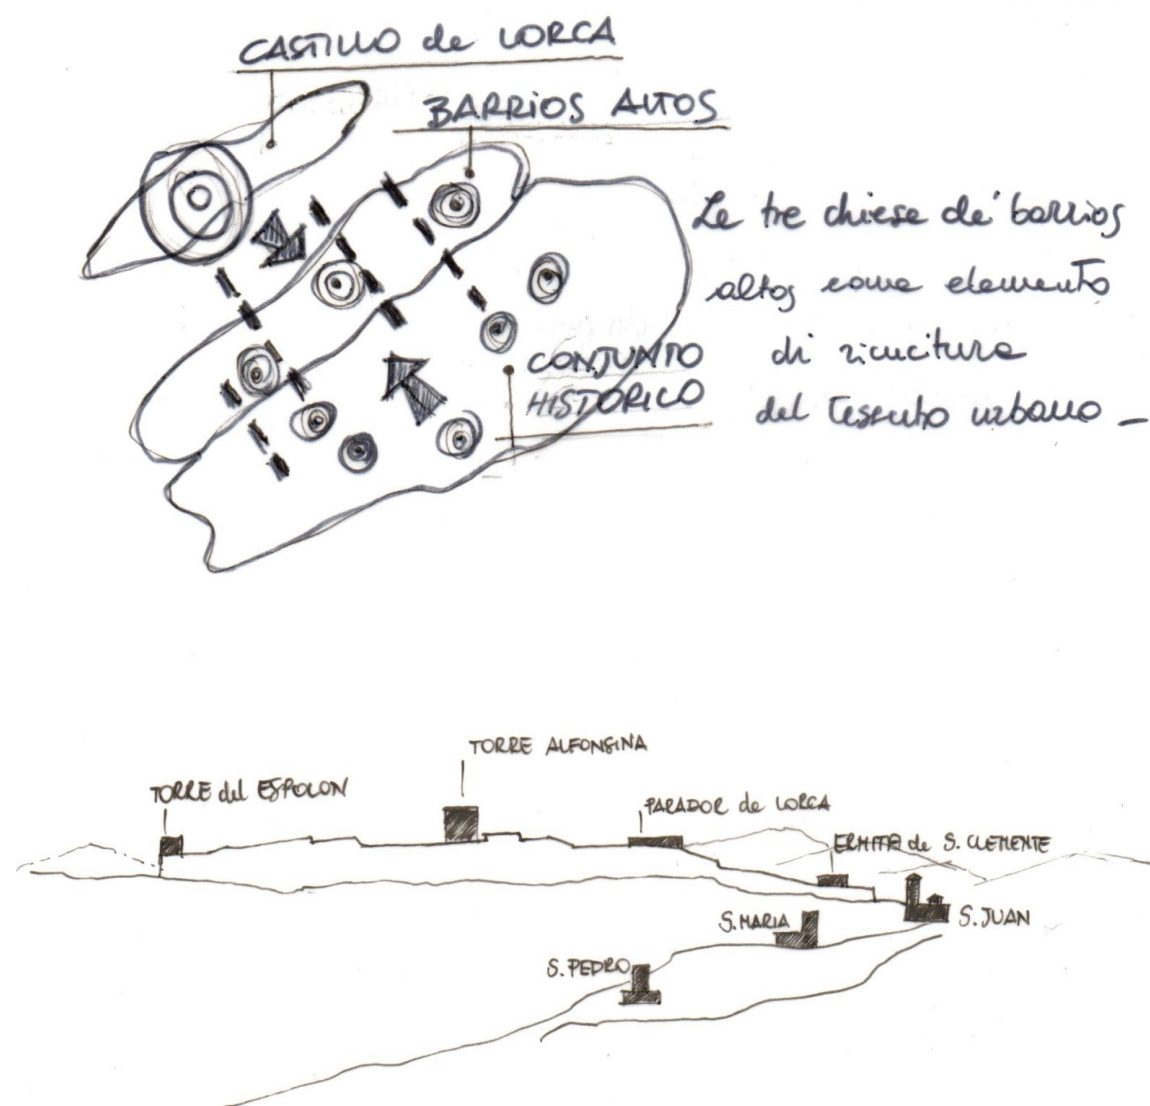 CASTILLO de LORCA
BARRIOS ALTOS
Le tre chiese de' barrios
altos come elemento
di ricucitura
del tessuto urbano
CONJUNTO
HISTÓRICO
TORRE ALFONSINA
TORRE del ESPOLON
PARADOR de LORCA
ERMITA de S. CLEMENTE
S. MARIA
S. JUAN
S. PEDRO